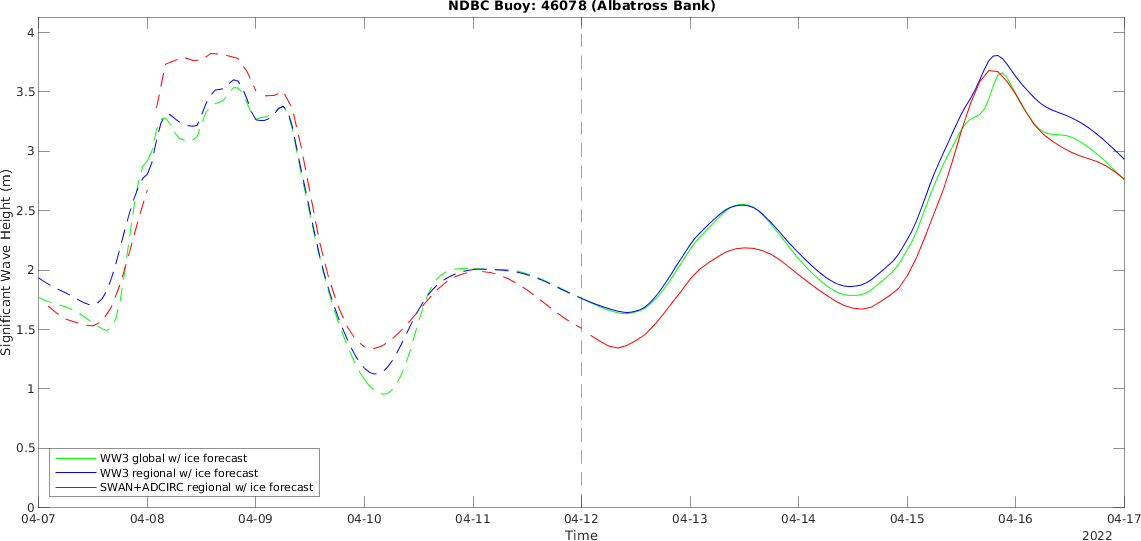 NDBC Buoy: 46078 (Albatross Bank)
Significant Wave Height (m)
4
3.5
3
2.5
2
1.5
1
0.5
0
WW3 global w/ ice forecast
WW3 regional w/ ice forecast
SWAN+ADCIRC regional w/ ice forecast
04-07 04-08 04-09 04-10 04-11 04-12 04-13 04-14 04-15 04-16 04-17
Time
2022